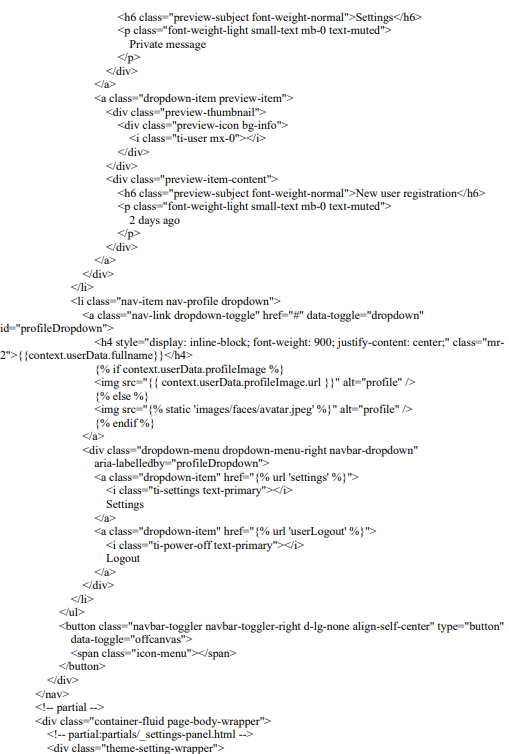 <h6 class="preview-subject font-weight-normal">Settings</h6>
<p class="font-weight-light small-text mb-0 text-muted">
Private message
</p>
</div>
</a>
<a class="dropdown-item preview-item">
<div class="preview-thumbnail">
<div class="preview-icon bg-info">
<i class="ti-user mx-0"></i>
</div>
</div>
<div class="preview-item-content">
<h6 class="preview-subject font-weight-normal">New user registration</h6>
<p class="font-weight-light small-text mb-0 text-muted">
2 days ago
</p>
</div>
</a>
</div>
</li>
<li class="nav-item nav-profile dropdown">
<a class="nav-link dropdown-toggle" href="#" data-toggle="dropdown"
id="profileDropdown">
<h4 style="display: inline-block; font-weight: 900; justify-content: center;" class="mr-
2">{{context.userData.fullname}}</h4>
{% if context.userData.profileImage %}
<img src="{{ context.userData.profileImage.url }}" alt="profile" />
{% else %}
<img src="{% static 'images/faces/avatar.jpeg' %}" alt="profile" />
{% endif %}
</a>
<div class="dropdown-menu dropdown-menu-right navbar-dropdown"
aria-labelledby="profileDropdown">
<a class="dropdown-item" href="{% url 'settings' %}">
<i class="ti-settings text-primary"></i>
Settings
</a>
<a class="dropdown-item" href="{% url 'userLogout' %}">
<i class="ti-power-off text-primary"></i>
Logout
</a>
</div>
</li>
</ul>
<button class="navbar-toggler navbar-toggler-right d-lg-none align-self-center" type="button"
data-toggle="offcanvas">
<span class="icon-menu"></span>
</button>
</div>
</nav>
<!-- partial -->
<div class="container-fluid page-body-wrapper">
<!-- partial:partials/_settings-panel.html -->
<div class="theme-setting-wrapper">